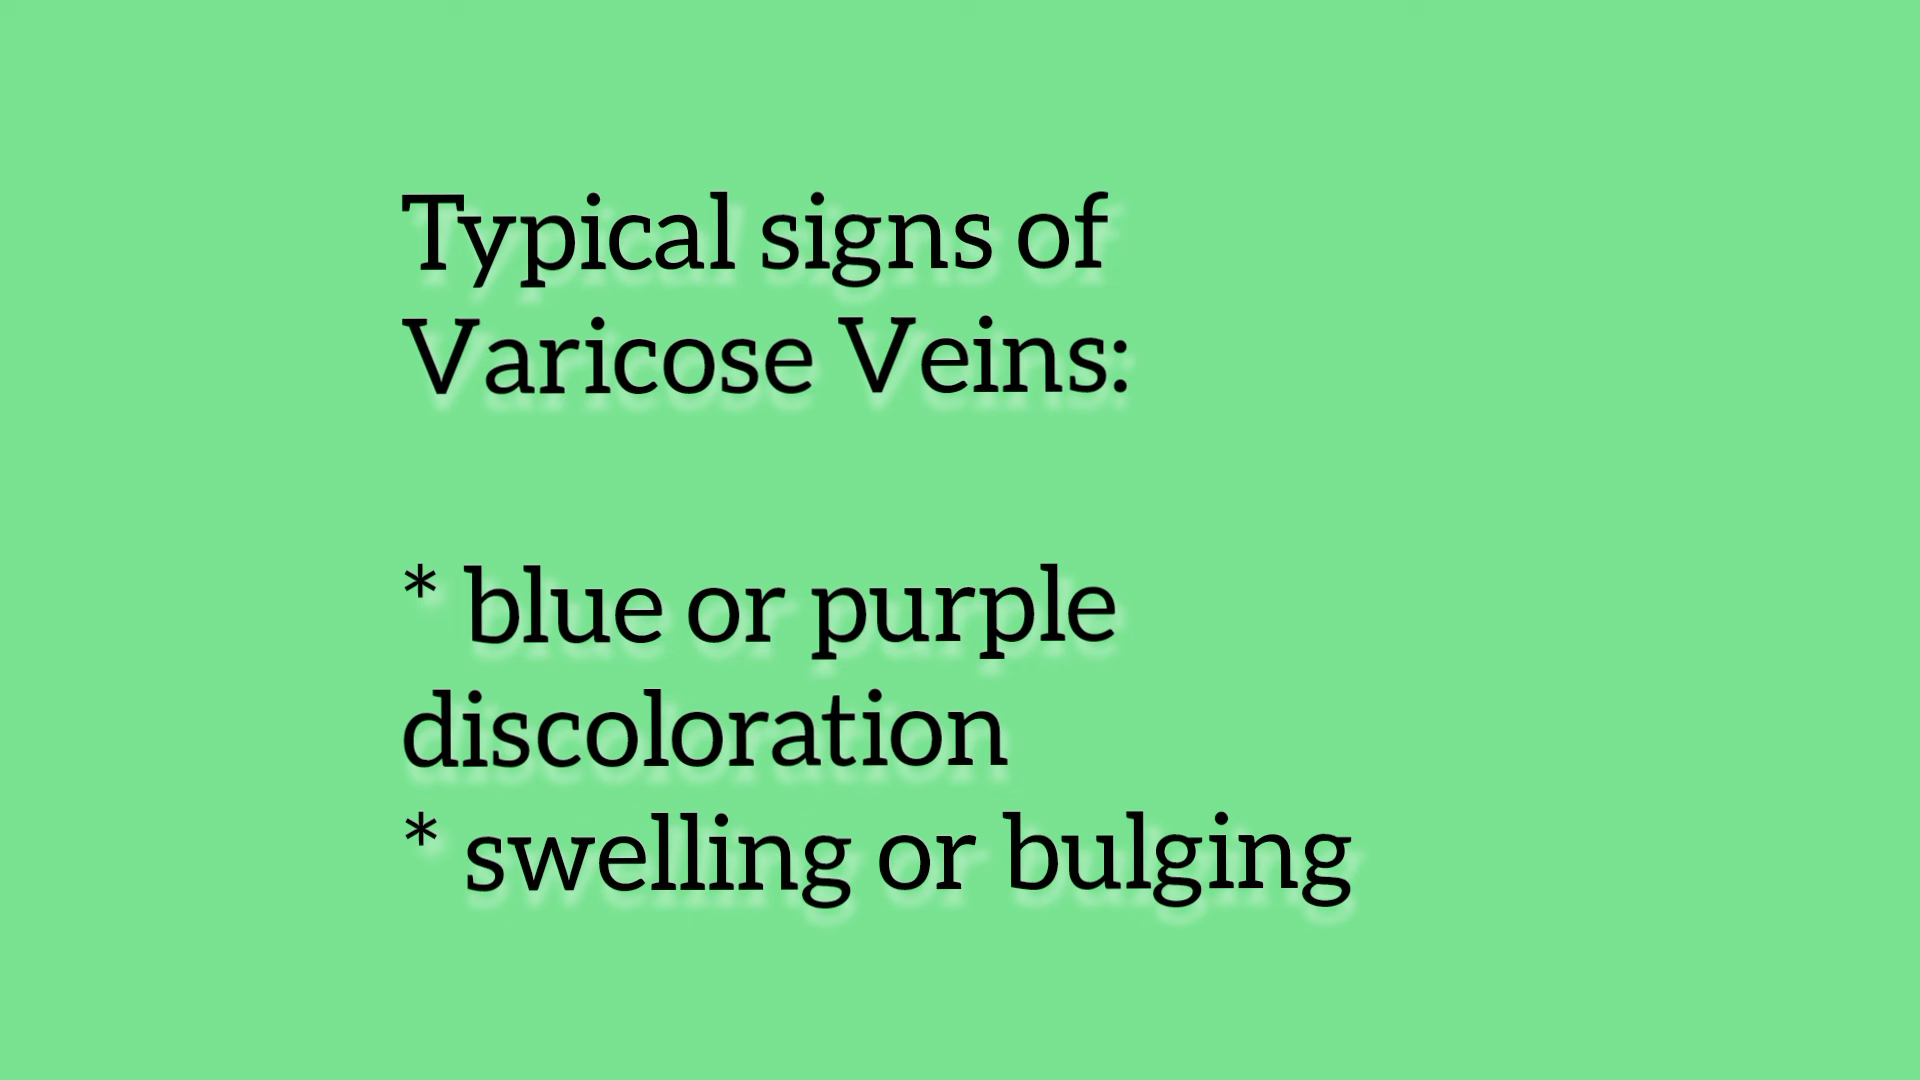 Typical signs of
Varicose Veins:
* blue or purple
discoloration
* swelling or bulging